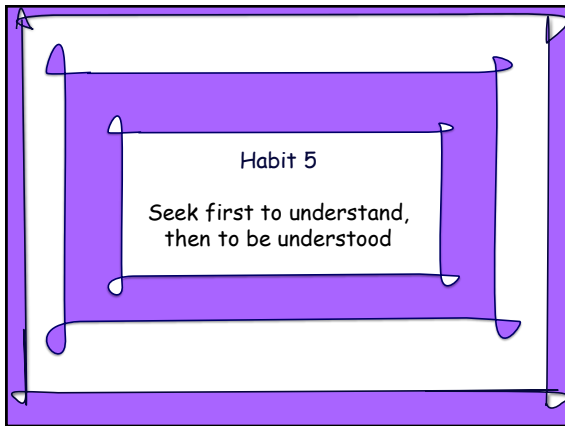 Habit 5
Seek first to understand,
then to be understood